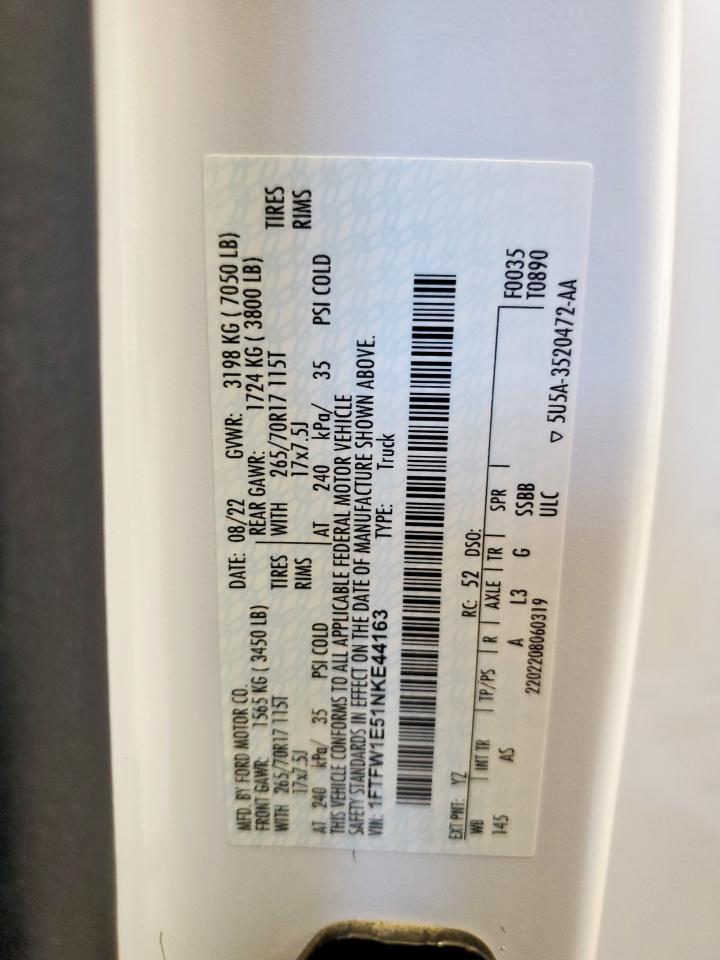 MFD. BY FORD MOTOR CO. DATE: 08/22 GVWR: 3198 KG ( 7050 LB)
FRONT GAWR: 1565 KG ( 3450 LB) REAR GAWR: 1724 KG ( 3800 LB)
WITH 265/70R17 115T TIRES WITH 265/70R17 115T TIRES
17x7.5J RIMS 17x7.5J RIMS
AT 240 kPa/ 35 PSI COLD AT 240 kPa/ 35 PSI COLD
THIS VEHICLE CONFORMS TO ALL APPLICABLE FEDERAL MOTOR VEHICLE
SAFETY STANDARDS IN EFFECT ON THE DATE OF MANUFACTURE SHOWN ABOVE.
VIN: 1FTFW1E51NKE44163 TYPE: Truck
EXT PNT: YZ RC: 52 DSO:
WB INT TR TP/PS R AXLE TR SPR F0035
145 AS A L3 G SSBB T0890
2202208060319 ULC
▽ 5U5A-3520472-AA